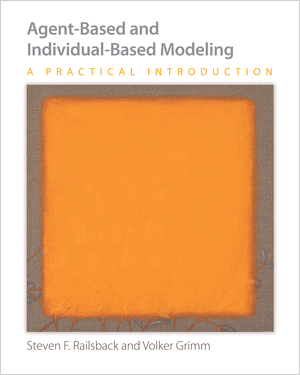 Agent-Based and
Individual-Based Modeling
A PRACTICAL INTRODUCTION
Steven F. Railsback and Volker Grimm